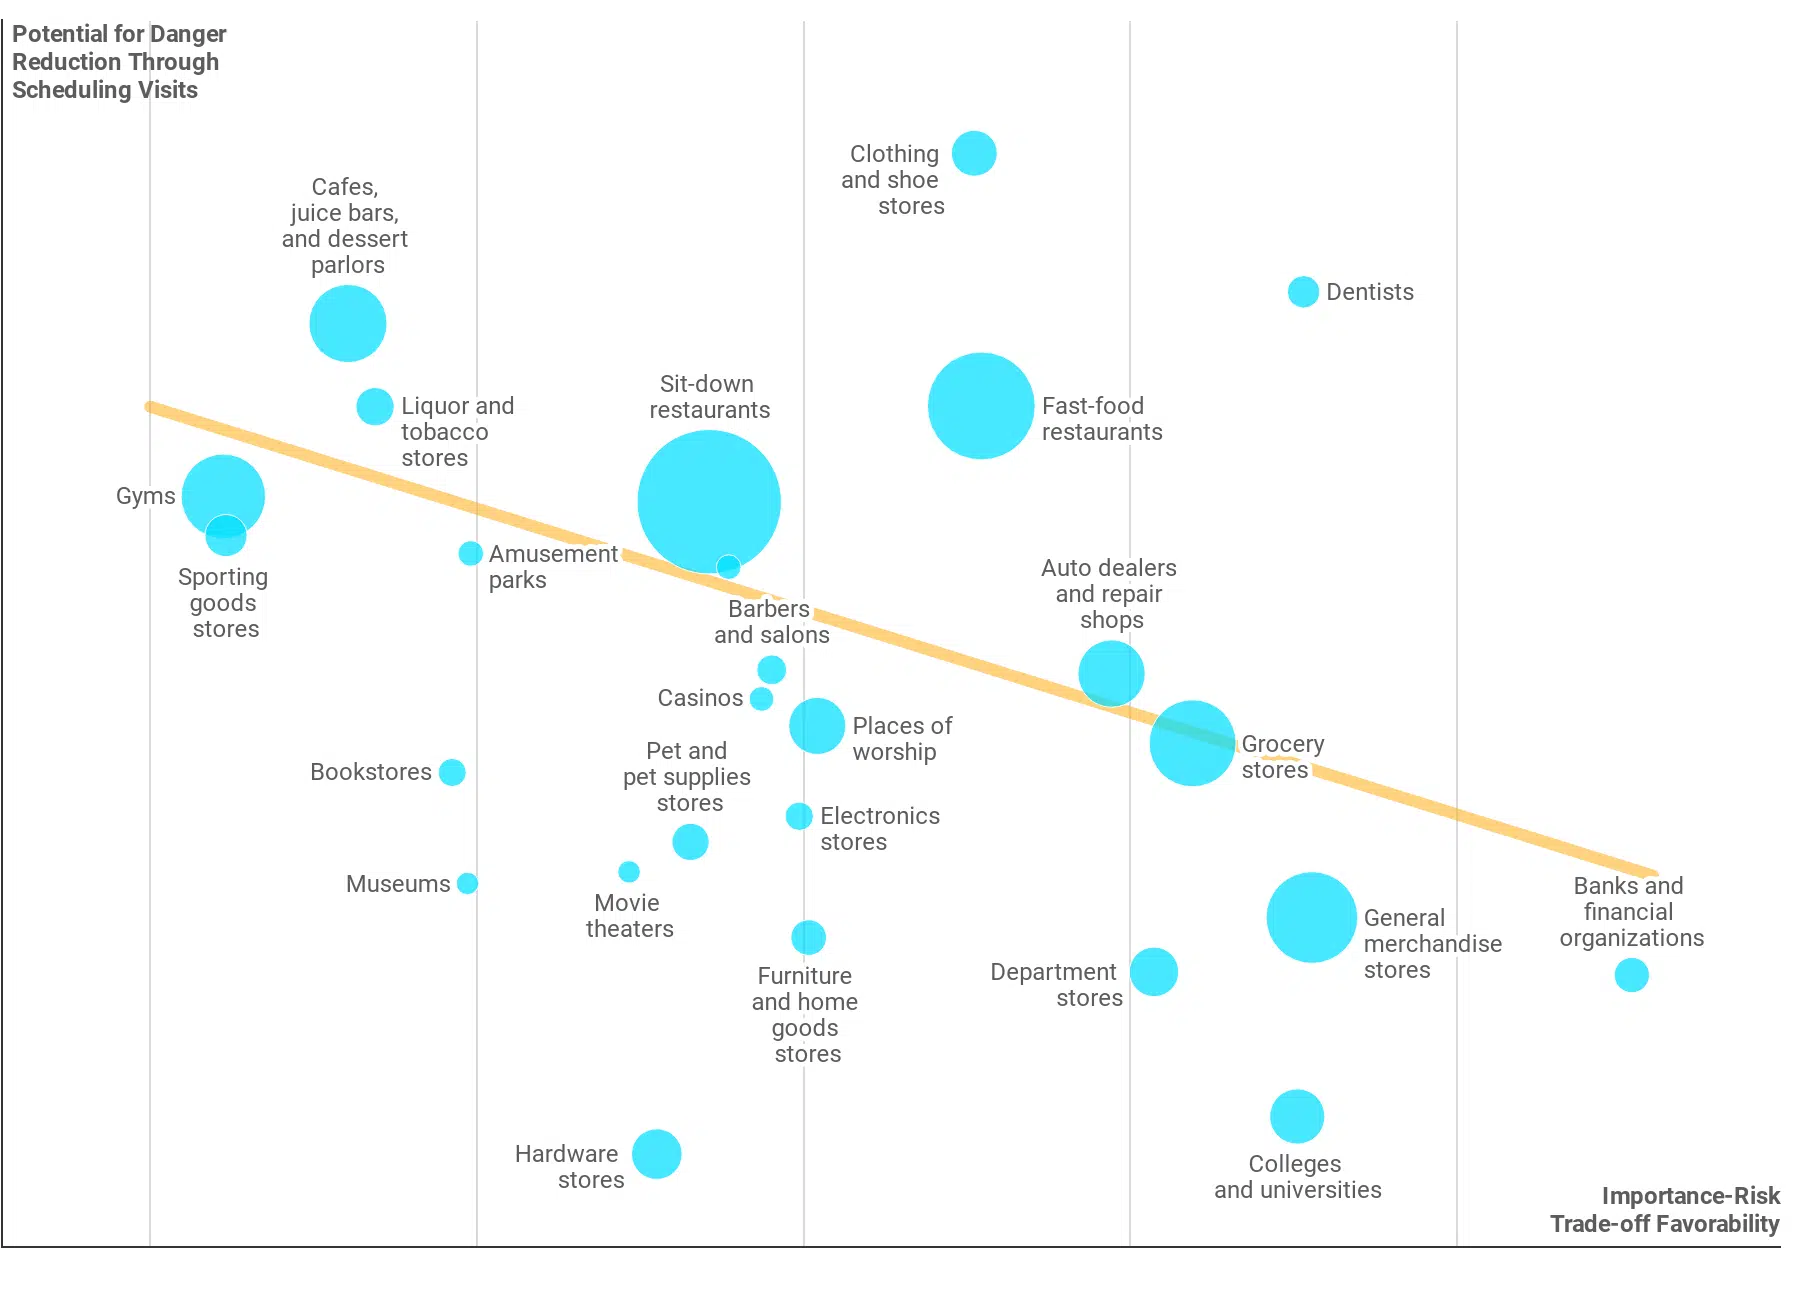 Potential for Danger
Reduction Through
Scheduling Visits
Clothing
and shoe
stores
Cafes,
juice bars,
and dessert
parlors
Dentists
Sit-down
restaurants
Liquor and
tobacco
stores
Fast-food
restaurants
Gyms
Sporting
goods
stores
Amusement
parks
Auto dealers
and repair
shops
Barbers
and salons
Casinos
Places of
worship
Grocery
stores
Pet and
pet supplies
stores
Bookstores
Electronics
stores
Museums
Movie
theaters
Banks and
financial
organizations
General
merchandise
stores
Furniture
and home
goods
stores
Department
stores
Hardware
stores
Colleges
and universities
Importance-Risk
Trade-off Favorability